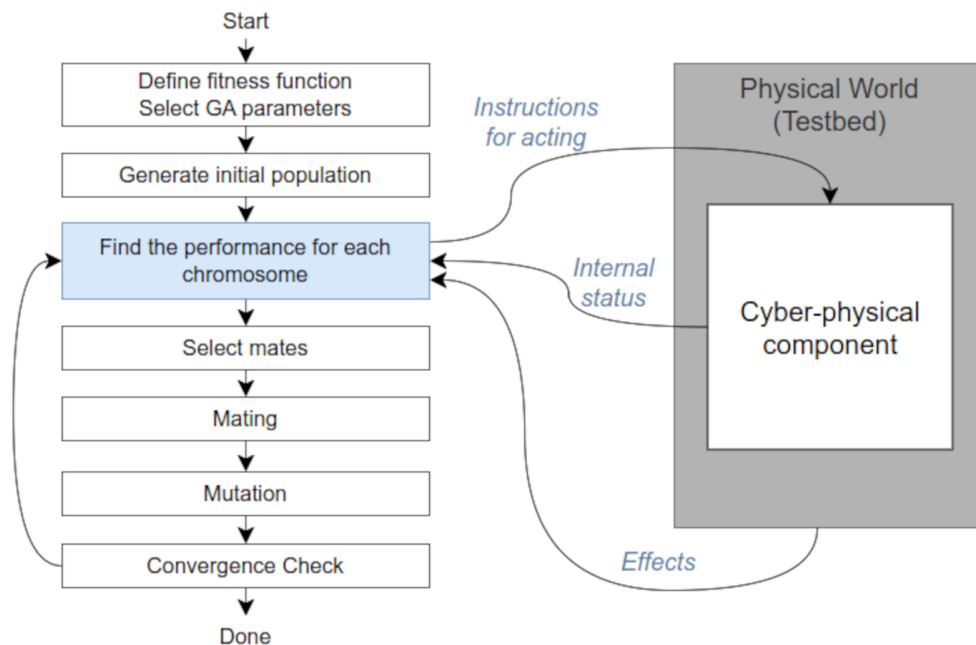 Start
Define fitness function
Select GA parameters
Generate initial population
Find the performance for each
chromosome
Select mates
Mating
Mutation
Convergence Check
Done
Instructions
for acting
Internal
status
Effects
Physical World
(Testbed)
Cyber-physical
component